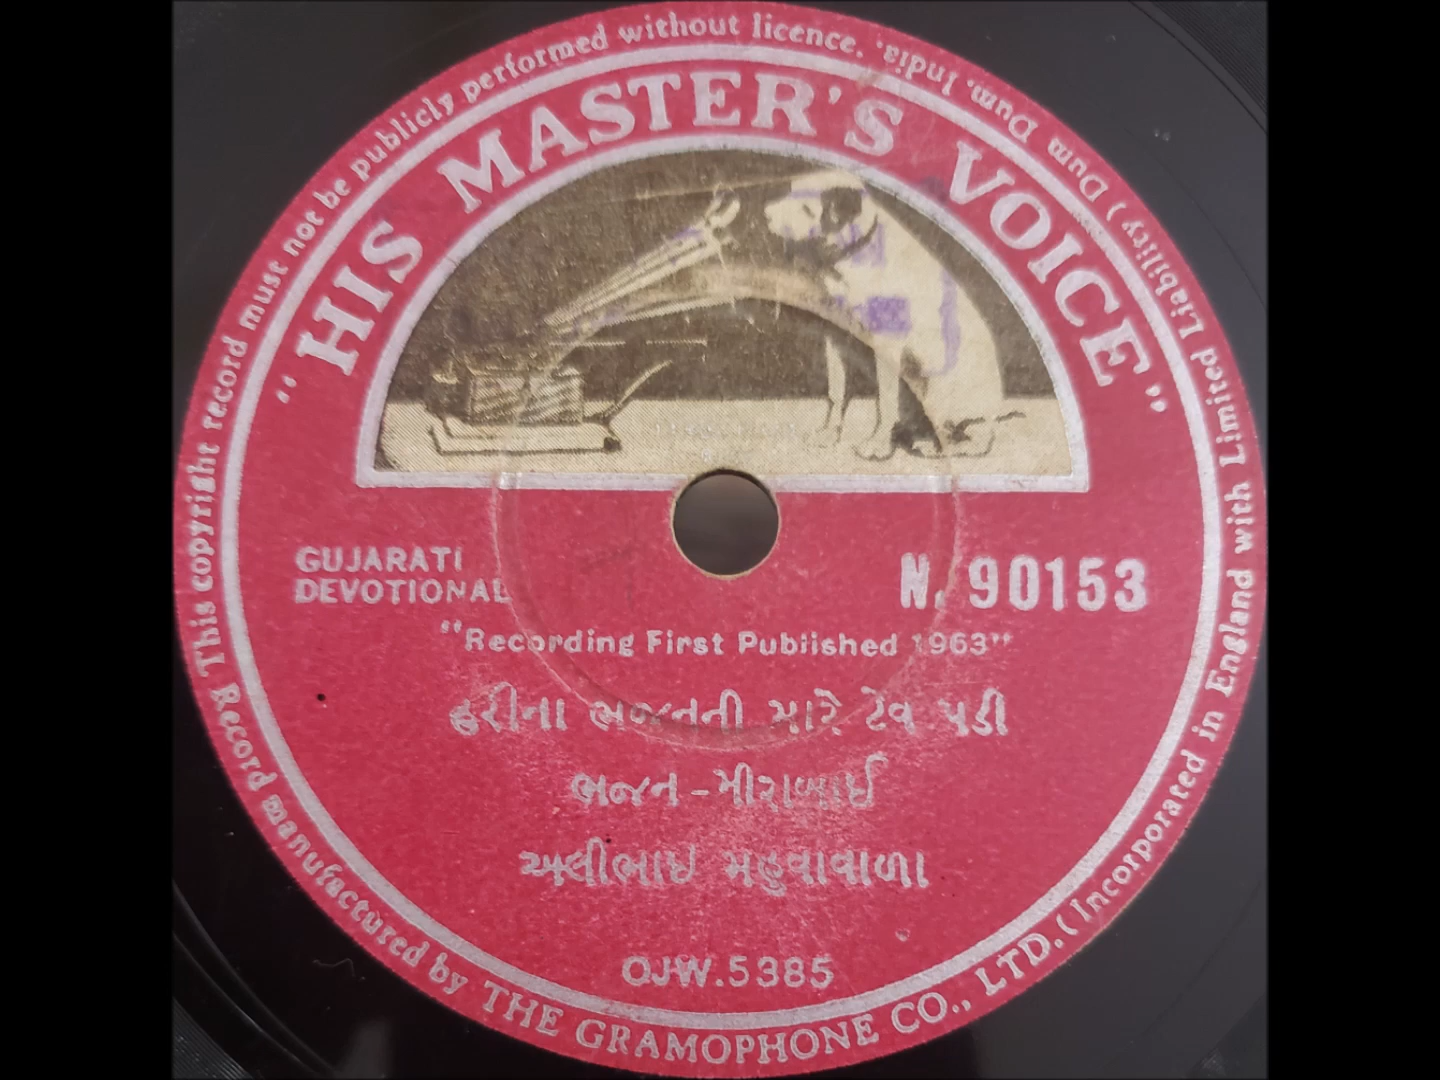 This copyright record must not be publicly performed without licence.
"HIS MASTER'S VOICE"
GUJARATI
DEVOTIONAL
N. 90153
"Recording First Published 1963"
હરીના ભજનની મારે ટેવ પડી
ભજન - મીરાબાઈ
અલીભાઇ મહુવાવાળા
OJW.5385
Record manufactured by THE GRAMOPHONE CO., LTD. (Incorporated in England with Limited Liability) Dum Dum, India.